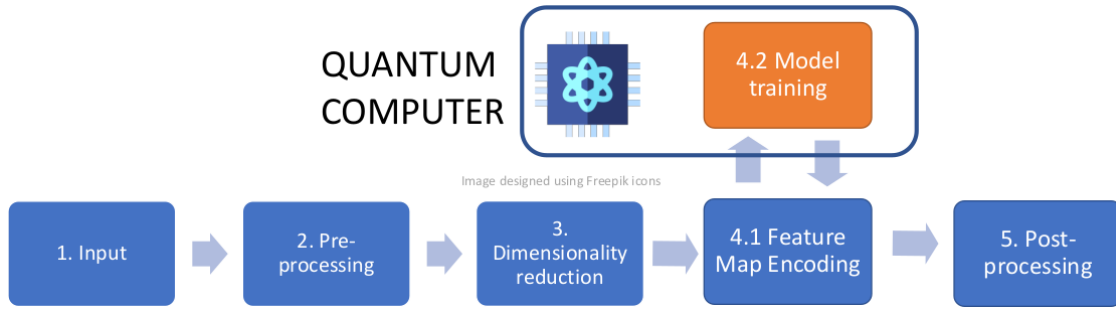 QUANTUM
COMPUTER
4.2 Model
training
Image designed using Freepik icons
1. Input
2. Pre-
processing
3.
Dimensionality
reduction
4.1 Feature
Map Encoding
5. Post-
processing